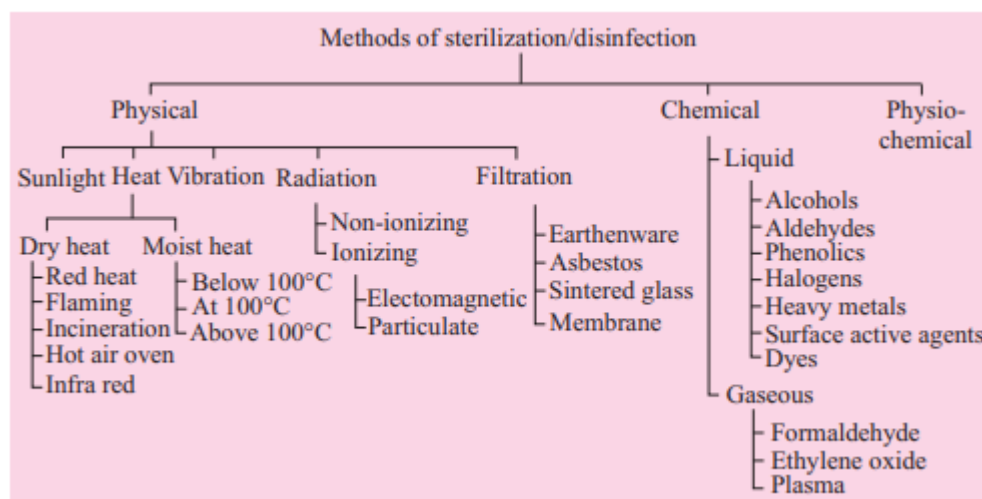 Methods of sterilization/disinfection
Physical
Chemical
Physio-
chemical
Sunlight Heat Vibration Radiation Filtration
Dry heat
Red heat
Flaming
Incineration
Hot air oven
Infra red
Moist heat
Below 100°C
At 100°C
Above 100°C
Non-ionizing
Ionizing
Electomagnetic
Particulate
Earthenware
Asbestos
Sintered glass
Membrane
Liquid
Alcohols
Aldehydes
Phenolics
Halogens
Heavy metals
Surface active agents
Dyes
Gaseous
Formaldehyde
Ethylene oxide
Plasma